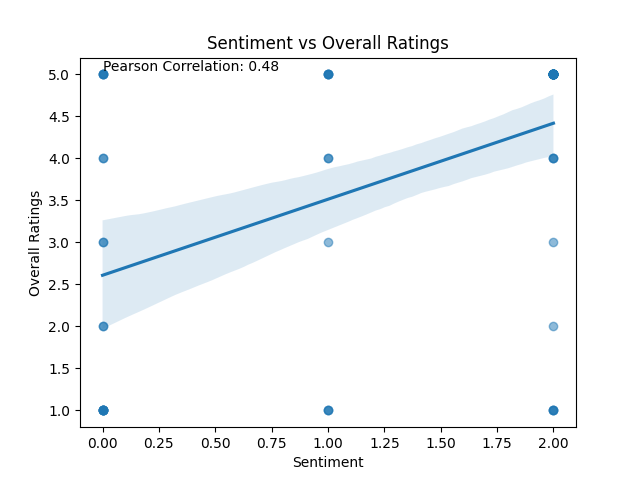 Sentiment vs Overall Ratings
Pearson Correlation: 0.48
5.0
4.5
4.0
3.5
3.0
2.5
2.0
1.5
1.0
Overall Ratings
0.00 0.25 0.50 0.75 1.00 1.25 1.50 1.75 2.00
Sentiment